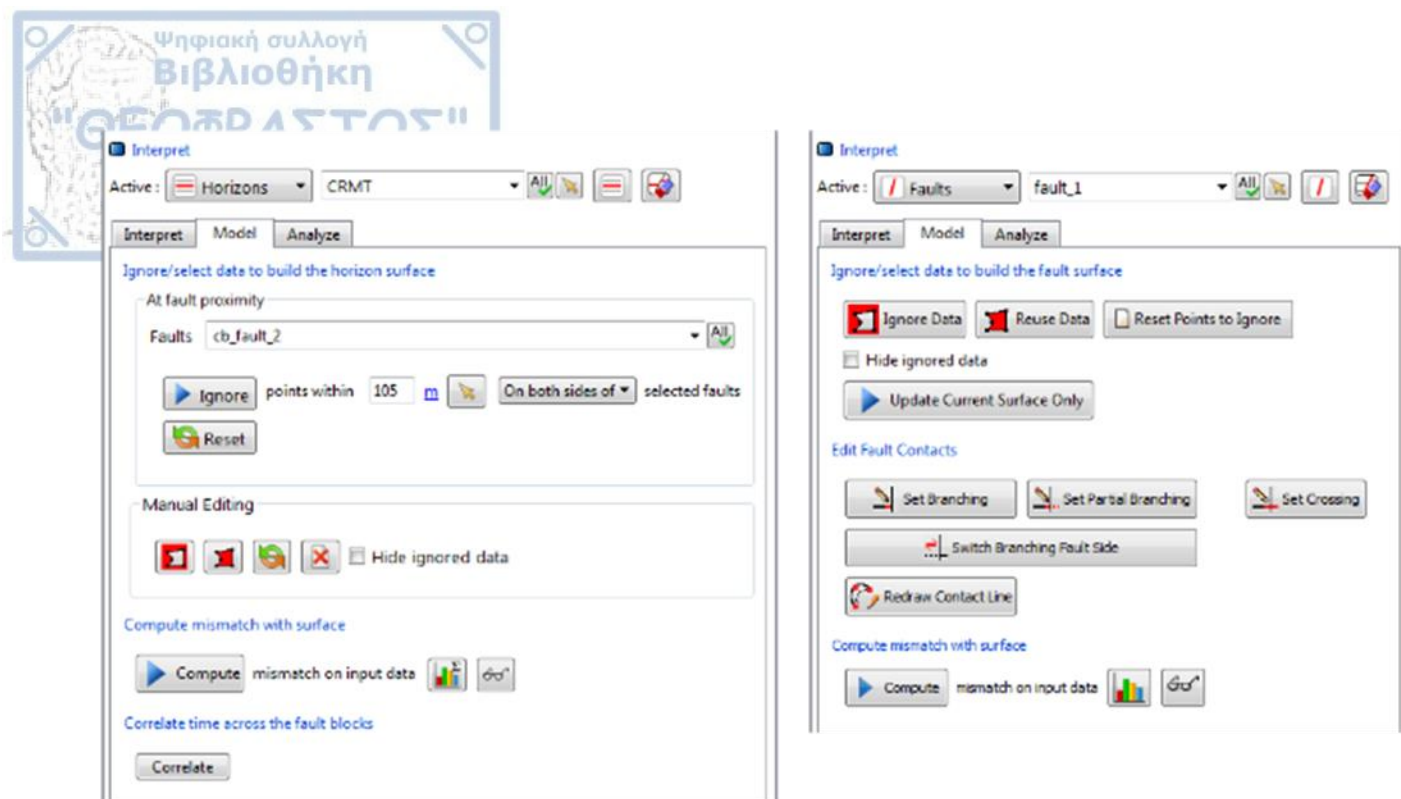 Ψηφιακή συλλογή
Βιβλιοθήκη
"ΘΕΟΦΡΑΣΤΟΣ"
Interpret
Active : Horizons CRMT All
Interpret Model Analyze
Ignore/select data to build the horizon surface
At fault proximity
Faults cb_fault_2 All
Ignore points within 105 m On both sides of selected faults
Reset
Manual Editing
Hide ignored data
Compute mismatch with surface
Compute mismatch on input data
Correlate time across the fault blocks
Correlate
Interpret
Active : Faults fault_1 All
Interpret Model Analyze
Ignore/select data to build the fault surface
Ignore Data Reuse Data Reset Points to Ignore
Hide ignored data
Update Current Surface Only
Edit Fault Contacts
Set Branching Set Partial Branching Set Crossing
Switch Branching Fault Side
Redraw Contact Line
Compute mismatch with surface
Compute mismatch on input data